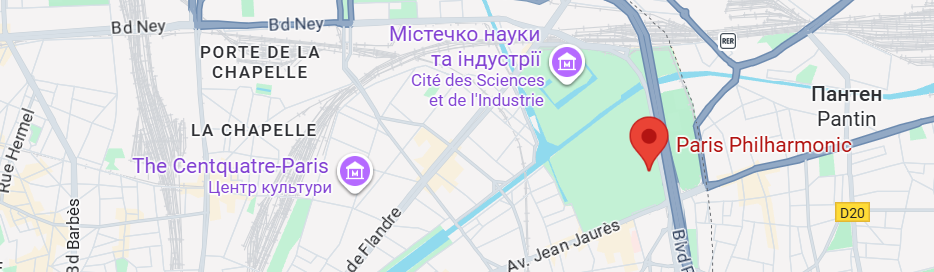 Bd Ney
Bd Ney
PORTE DE LA
CHAPELLE
Містечко науки
та індустрії
Cité des Sciences
et de l'Industrie
RER
Пантен
Pantin
Rue Hermel
LA CHAPELLE
The Centquatre-Paris
Центр культури
Paris Philharmonic
Bd Barbès
de Flandre
Av. Jean Jaurès
D20